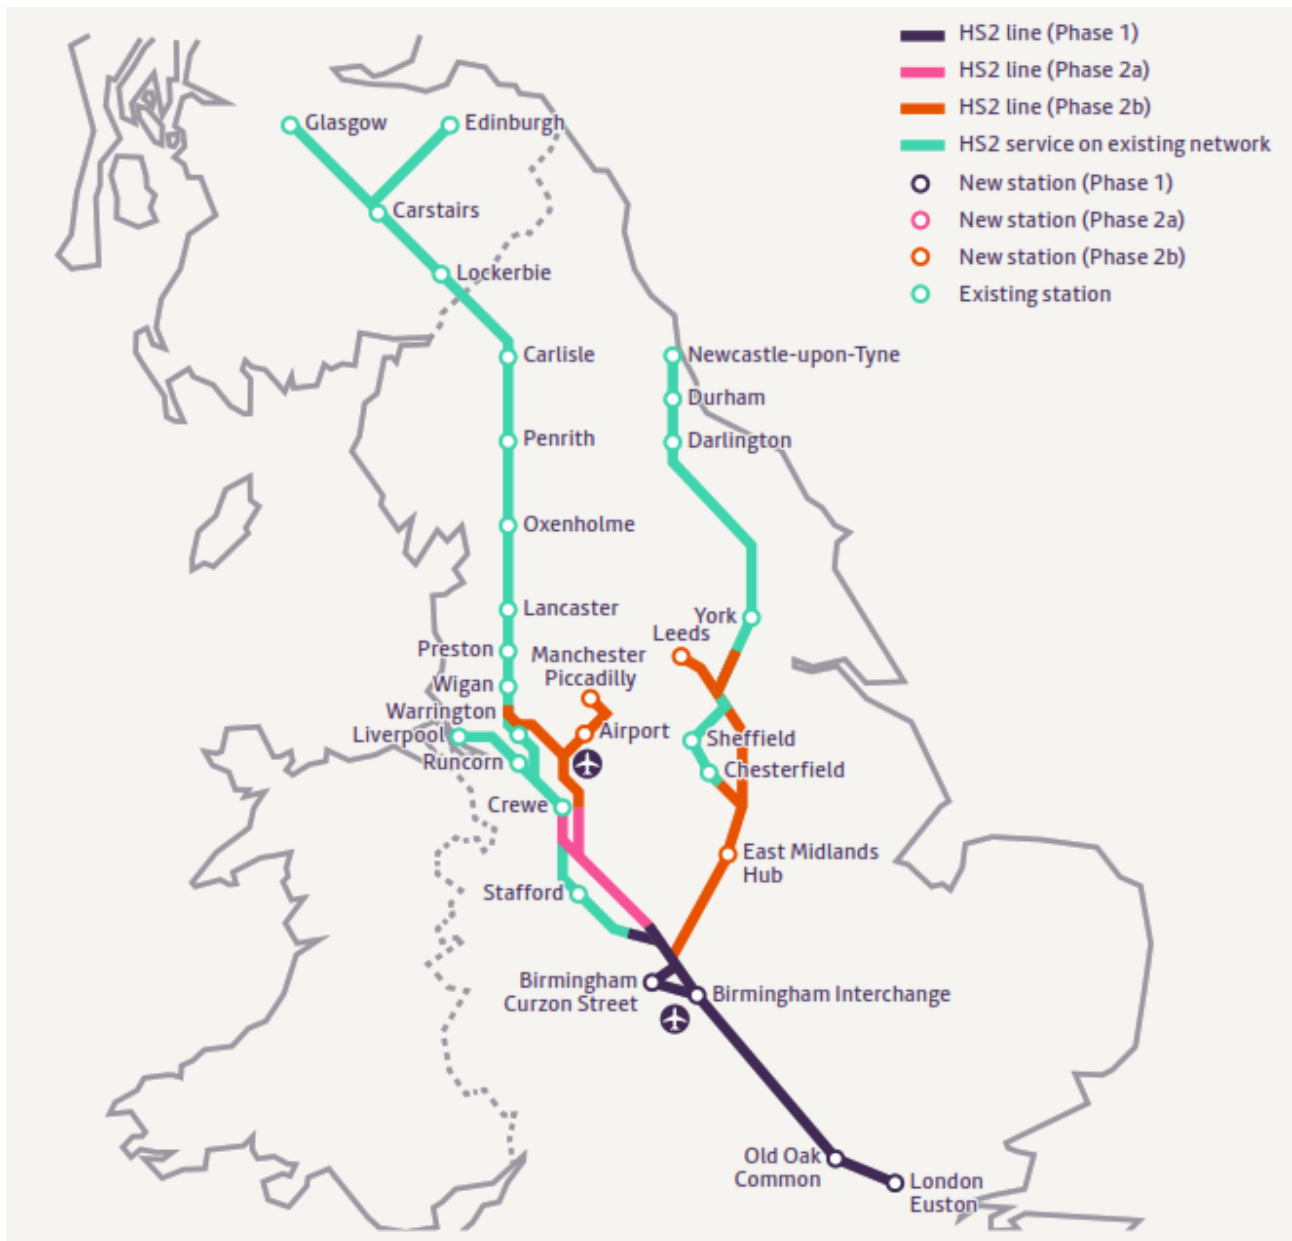 HS2 line (Phase 1)
HS2 line (Phase 2a)
HS2 line (Phase 2b)
HS2 service on existing network
New station (Phase 1)
New station (Phase 2a)
New station (Phase 2b)
Existing station
Glasgow
Edinburgh
Carstairs
Lockerbie
Carlisle
Newcastle-upon-Tyne
Durham
Penrith
Darlington
Oxenholme
Lancaster
York
Leeds
Preston
Manchester
Piccadilly
Wigan
Warrington
Liverpool
Airport
Sheffield
Runcorn
Chesterfield
Crewe
East Midlands
Hub
Stafford
Birmingham
Curzon Street
Birmingham Interchange
Old Oak
Common
London
Euston